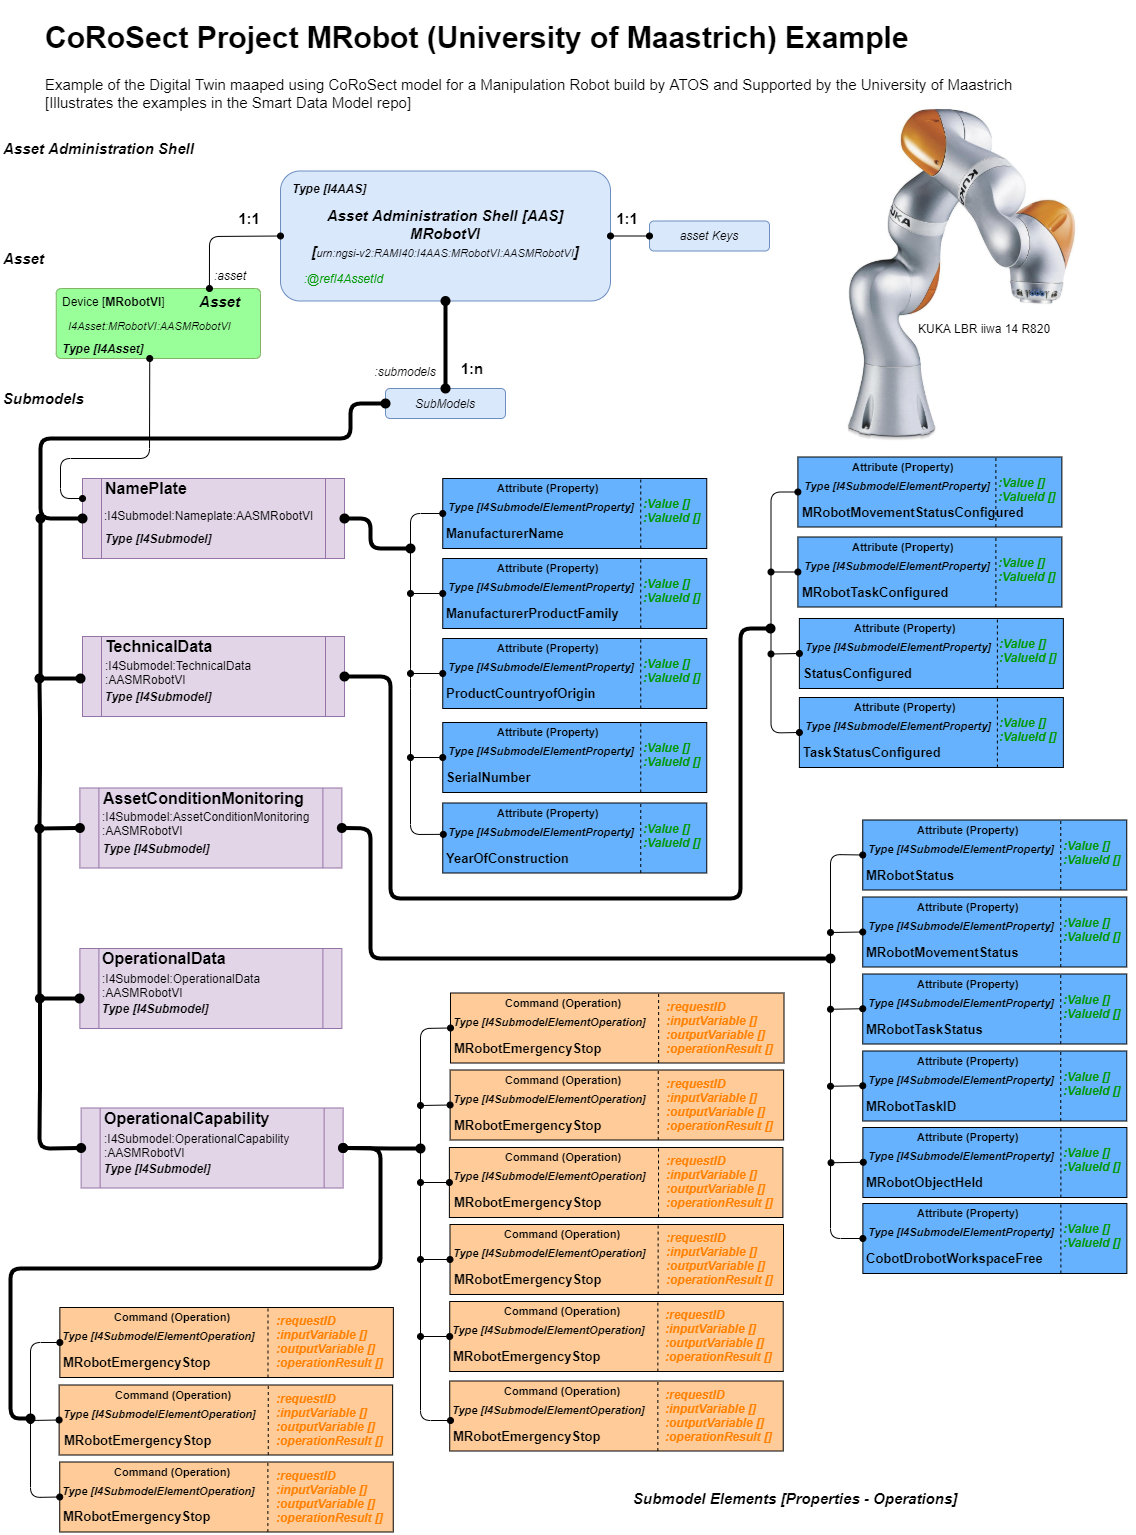 CoRoSect Project MRobot (University of Maastrich) Example
Example of the Digital Twin maaped using CoRoSect model for a Manipulation Robot build by ATOS and Supported by the University of Maastrich
[Illustrates the examples in the Smart Data Model repo]
Asset Administration Shell
Type [I4AAS]
Asset Administration Shell [AAS]
MRobotVI
[urn:ngsi-v2:RAMI40:I4AAS:MRobotVI:AASMRobotVI]
:@refI4AssetId
1:1
1:1
asset Keys
KUKA
KUKA
KUKA LBR iiwa 14 R820
Asset
:asset
Device [MRobotVI]
Asset
I4Asset:MRobotVI:AASMRobotVI
Type [I4Asset]
:submodels
1:n
SubModels
Submodels
NamePlate
:I4Submodel:Nameplate:AASMRobotVI
Type [I4Submodel]
TechnicalData
:I4Submodel:TechnicalData
:AASMRobotVI
Type [I4Submodel]
AssetConditionMonitoring
:I4Submodel:AssetConditionMonitoring
:AASMRobotVI
Type [I4Submodel]
OperationalData
:I4Submodel:OperationalData
:AASMRobotVI
Type [I4Submodel]
OperationalCapability
:I4Submodel:OperationalCapability
:AASMRobotVI
Type [I4Submodel]
Attribute (Property)
Type [I4SubmodelElementProperty]
ManufacturerName
:Value []
:ValueId []
Attribute (Property)
Type [I4SubmodelElementProperty]
ManufacturerProductFamily
:Value []
:ValueId []
Attribute (Property)
Type [I4SubmodelElementProperty]
ProductCountryofOrigin
:Value []
:ValueId []
Attribute (Property)
Type [I4SubmodelElementProperty]
SerialNumber
:Value []
:ValueId []
Attribute (Property)
Type [I4SubmodelElementProperty]
YearOfConstruction
:Value []
:ValueId []
Attribute (Property)
Type [I4SubmodelElementProperty]
MRobotMovementStatusConfigured
:Value []
:ValueId []
Attribute (Property)
Type [I4SubmodelElementProperty]
MRobotTaskConfigured
:Value []
:ValueId []
Attribute (Property)
Type [I4SubmodelElementProperty]
StatusConfigured
:Value []
:ValueId []
Attribute (Property)
Type [I4SubmodelElementProperty]
TaskStatusConfigured
:Value []
:ValueId []
Attribute (Property)
Type [I4SubmodelElementProperty]
MRobotStatus
:Value []
:ValueId []
Attribute (Property)
Type [I4SubmodelElementProperty]
MRobotMovementStatus
:Value []
:ValueId []
Attribute (Property)
Type [I4SubmodelElementProperty]
MRobotTaskStatus
:Value []
:ValueId []
Attribute (Property)
Type [I4SubmodelElementProperty]
MRobotTaskID
:Value []
:ValueId []
Attribute (Property)
Type [I4SubmodelElementProperty]
MRobotObjectHeld
:Value []
:ValueId []
Attribute (Property)
Type [I4SubmodelElementProperty]
CobotDrobotWorkspaceFree
:Value []
:ValueId []
Command (Operation)
Type [I4SubmodelElementOperation]
MRobotEmergencyStop
:requestID
:inputVariable []
:outputVariable []
:operationResult []
Command (Operation)
Type [I4SubmodelElementOperation]
MRobotEmergencyStop
:requestID
:inputVariable []
:outputVariable []
:operationResult []
Command (Operation)
Type [I4SubmodelElementOperation]
MRobotEmergencyStop
:requestID
:inputVariable []
:outputVariable []
:operationResult []
Command (Operation)
Type [I4SubmodelElementOperation]
MRobotEmergencyStop
:requestID
:inputVariable []
:outputVariable []
:operationResult []
Command (Operation)
Type [I4SubmodelElementOperation]
MRobotEmergencyStop
:requestID
:inputVariable []
:outputVariable []
:operationResult []
Command (Operation)
Type [I4SubmodelElementOperation]
MRobotEmergencyStop
:requestID
:inputVariable []
:outputVariable []
:operationResult []
Command (Operation)
Type [I4SubmodelElementOperation]
MRobotEmergencyStop
:requestID
:inputVariable []
:outputVariable []
:operationResult []
Command (Operation)
Type [I4SubmodelElementOperation]
MRobotEmergencyStop
:requestID
:inputVariable []
:outputVariable []
:operationResult []
Command (Operation)
Type [I4SubmodelElementOperation]
MRobotEmergencyStop
:requestID
:inputVariable []
:outputVariable []
:operationResult []
Submodel Elements [Properties - Operations]